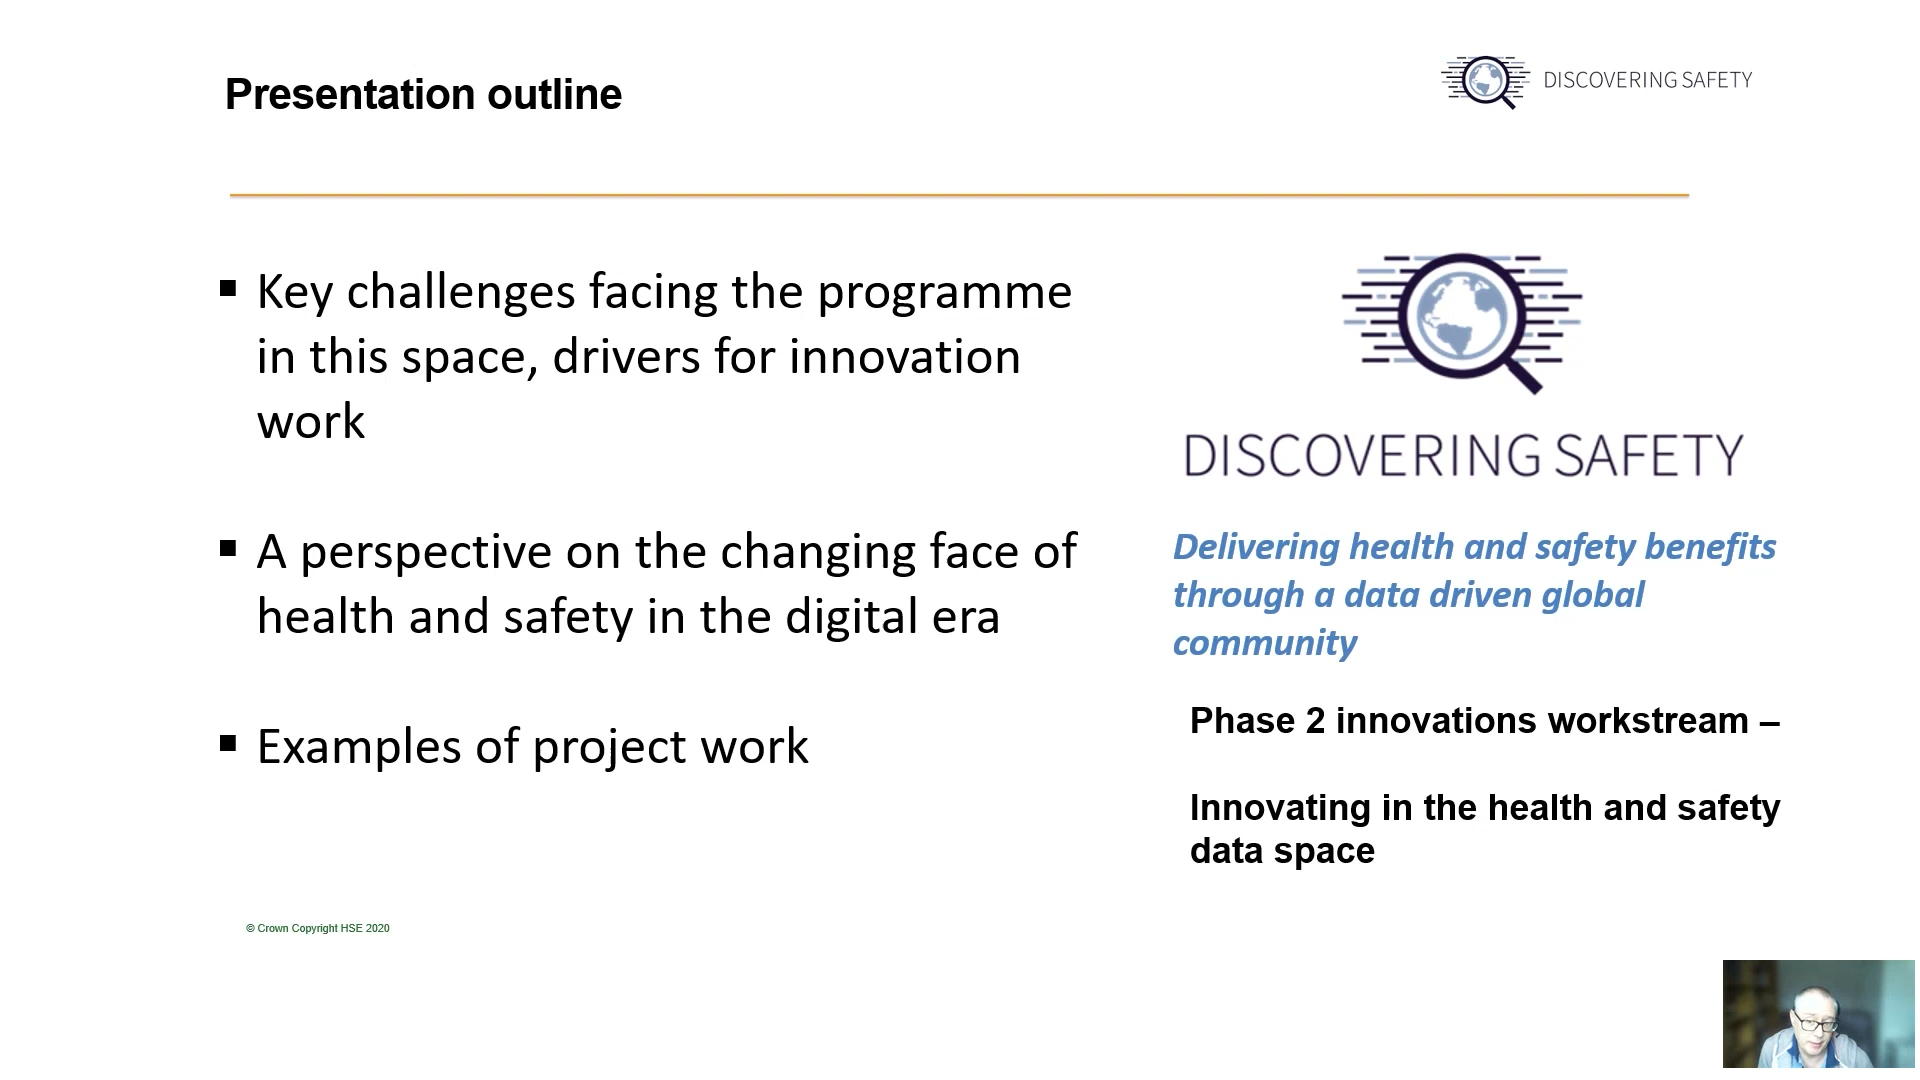 Presentation outline
DISCOVERING SAFETY
▪ Key challenges facing the programme
in this space, drivers for innovation
work
▪ A perspective on the changing face of
health and safety in the digital era
▪ Examples of project work
DISCOVERING SAFETY
Delivering health and safety benefits
through a data driven global
community
Phase 2 innovations workstream –
Innovating in the health and safety
data space
© Crown Copyright HSE 2020